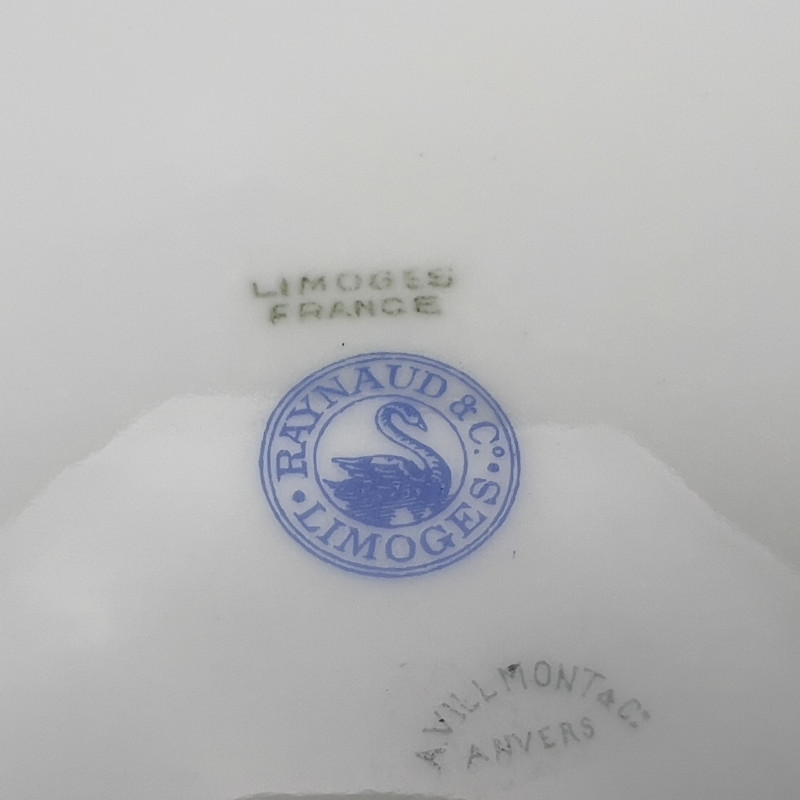 LIMOGES
FRANCE
RAYNAUD & Cº.
LIMOGES
A. VILLMONT & Cº
ANVERS